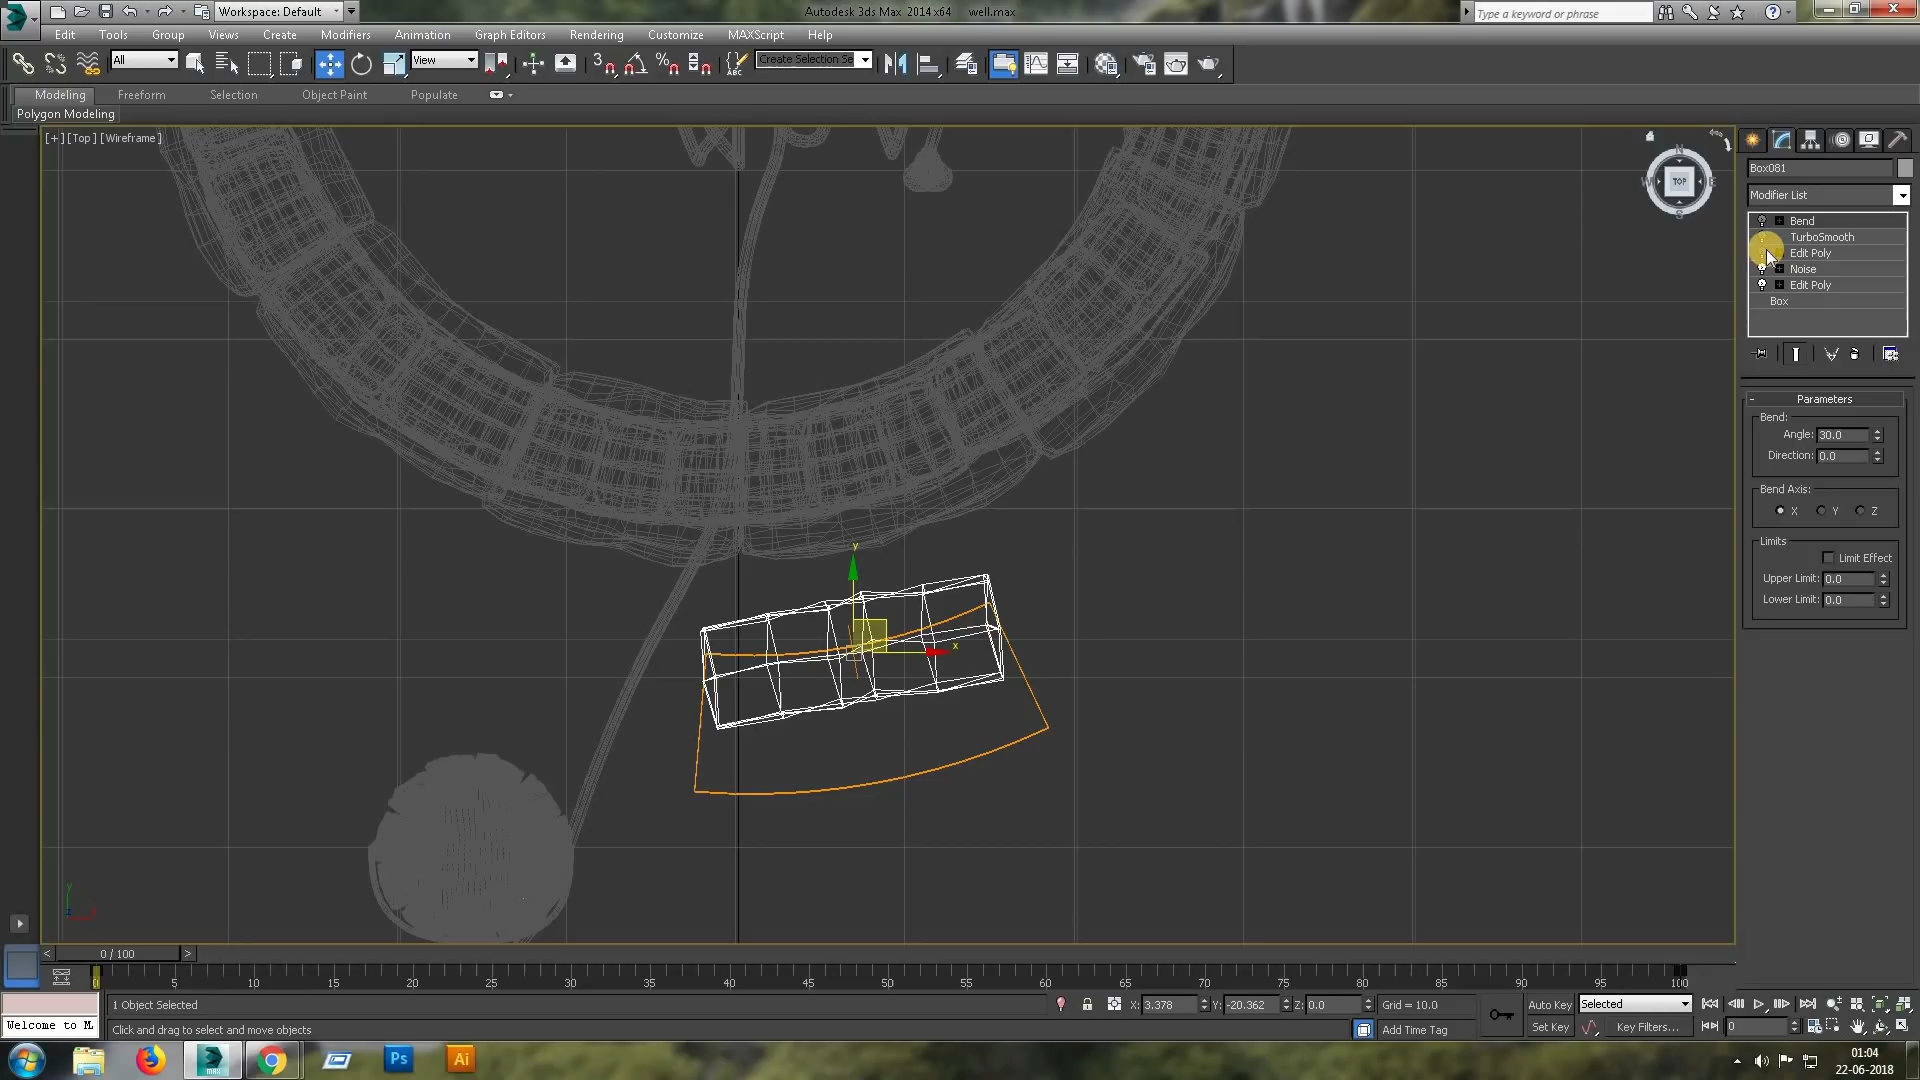 Workspace: Default
Autodesk 3ds Max 2014 x64    well.max
Type a keyword or phrase
Edit Tools Group Views Create Modifiers Animation Graph Editors Rendering Customize MAXScript Help
All
View
3
ABC
Create Selection Se
Modeling Freeform Selection Object Paint Populate
Polygon Modeling
[+][Top][Wireframe]
N
W TOP E
S
Box081
Modifier List
Bend
TurboSmooth
Edit Poly
Noise
Edit Poly
Box
Parameters
Bend:
Angle: 30.0
Direction: 0.0
Bend Axis:
X Y Z
Limits
Limit Effect
Upper Limit: 0.0
Lower Limit: 0.0
y
x
y
< 0 / 100 >
5 10 15 20 25 30 35 40 45 50 55 60 65 70 75 80 85 90 95 100
1 Object Selected
X: 3.378 Y: -20.362 Z: 0.0
Grid = 10.0
Auto Key Selected
Welcome to M
Click and drag to select and move objects
Add Time Tag
Set Key Key Filters...
0
MAX
Ps
Ai
01:04
22-06-2018